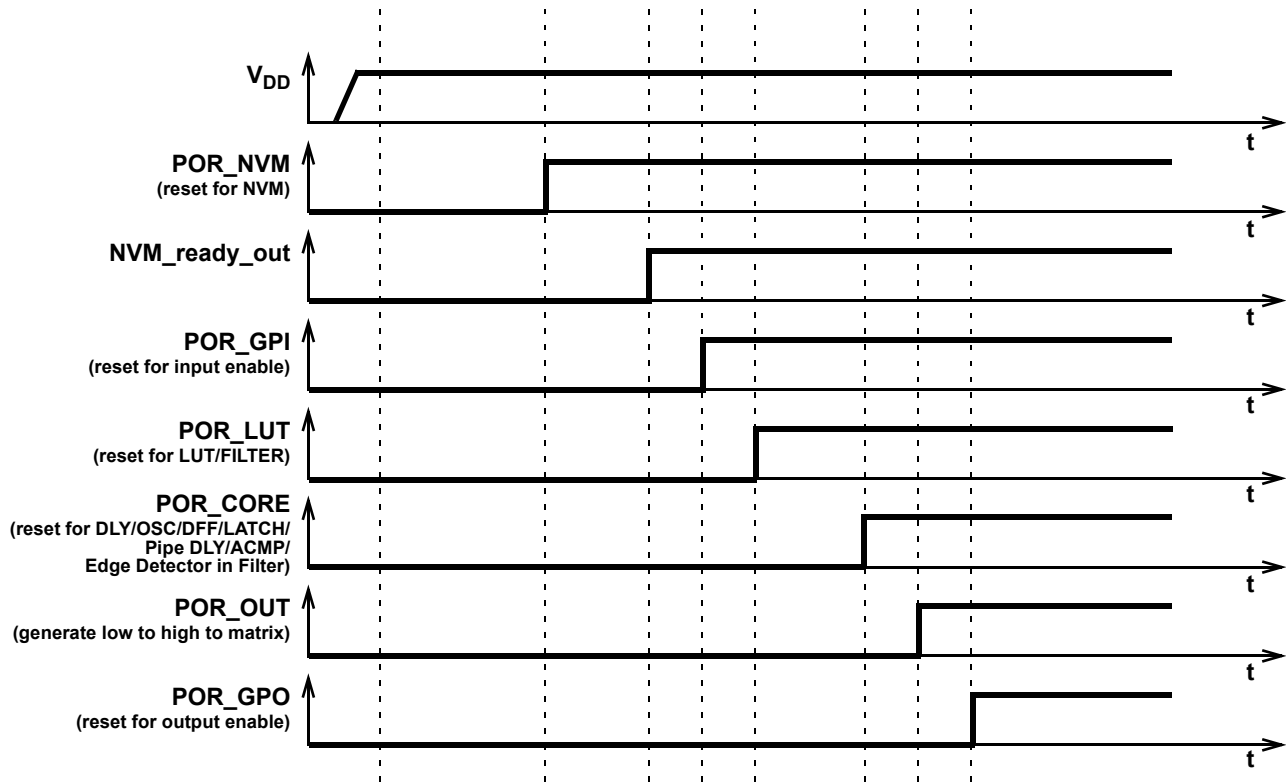 VDD
t
POR_NVM
(reset for NVM)
t
NVM_ready_out
t
POR_GPI
(reset for input enable)
t
POR_LUT
(reset for LUT/FILTER)
t
POR_CORE
(reset for DLY/OSC/DFF/LATCH/
Pipe DLY/ACMP/
Edge Detector in Filter)
t
POR_OUT
(generate low to high to matrix)
t
POR_GPO
(reset for output enable)
t